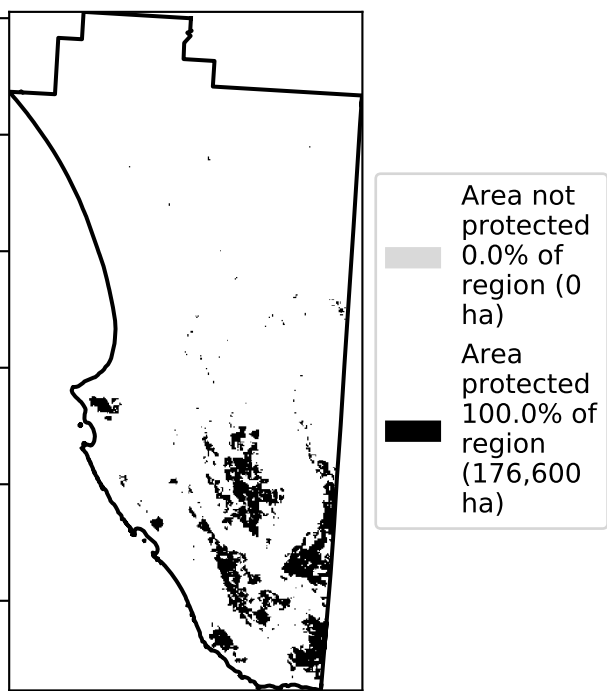 Area not
protected
0.0% of
region (0
ha)
Area
protected
100.0% of
region
(176,600
ha)